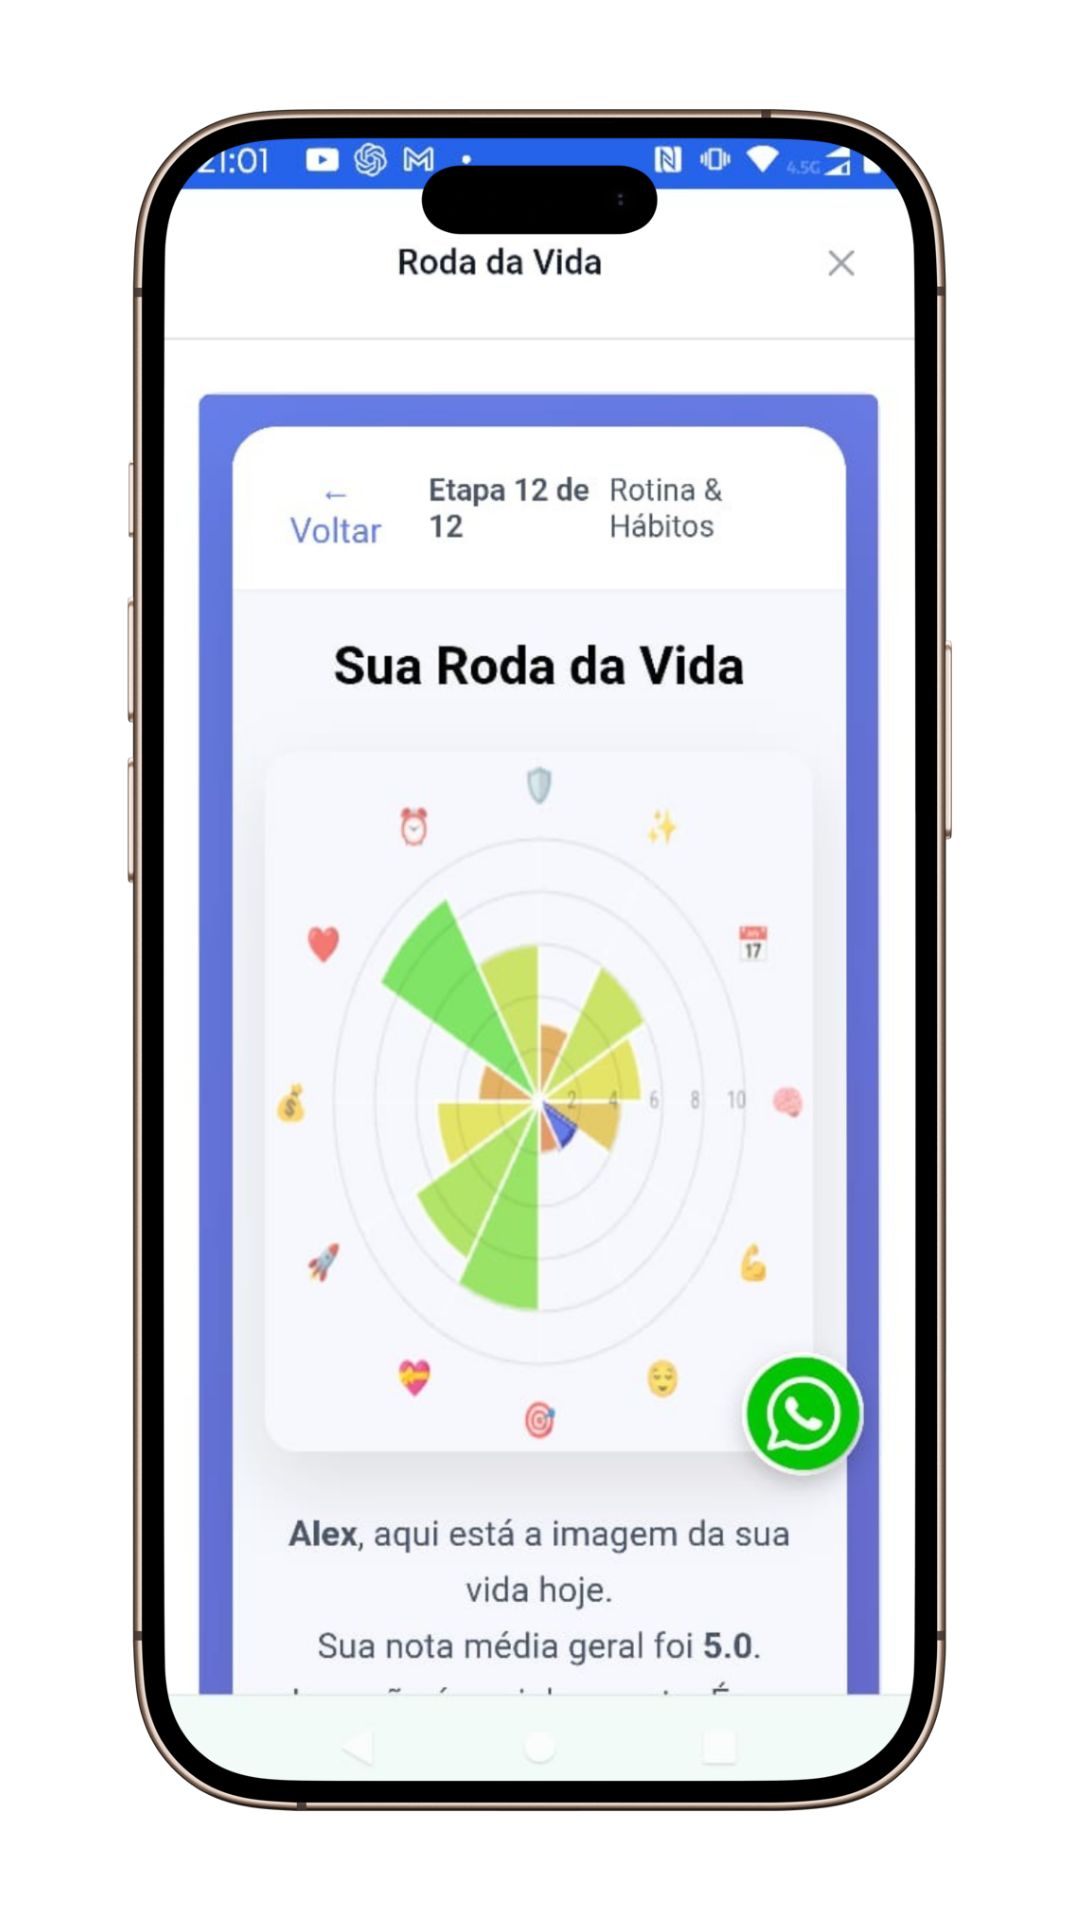 21:01
4.5G
Roda da Vida
←
Voltar
Etapa 12 de
12
Rotina &
Hábitos
Sua Roda da Vida
17
2 4 6 8 10
Alex, aqui está a imagem da sua
vida hoje.
Sua nota média geral foi 5.0.